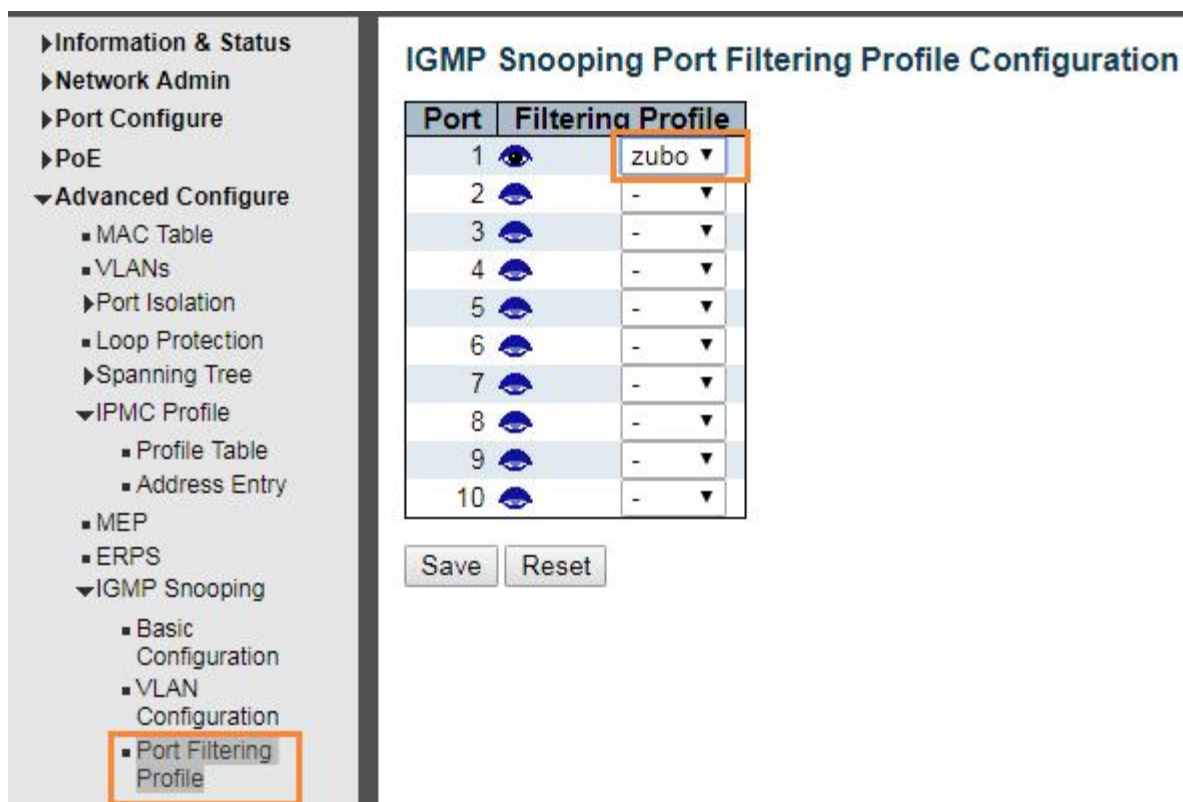 Information & Status
Network Admin
Port Configure
PoE
Advanced Configure
MAC Table
VLANs
Port Isolation
Loop Protection
Spanning Tree
IPMC Profile
Profile Table
Address Entry
MEP
ERPS
IGMP Snooping
Basic
Configuration
VLAN
Configuration
Port Filtering
Profile
IGMP Snooping Port Filtering Profile Configuration
Port Filtering Profile
1 zubo
2 -
3 -
4 -
5 -
6 -
7 -
8 -
9 -
10 -
Save Reset